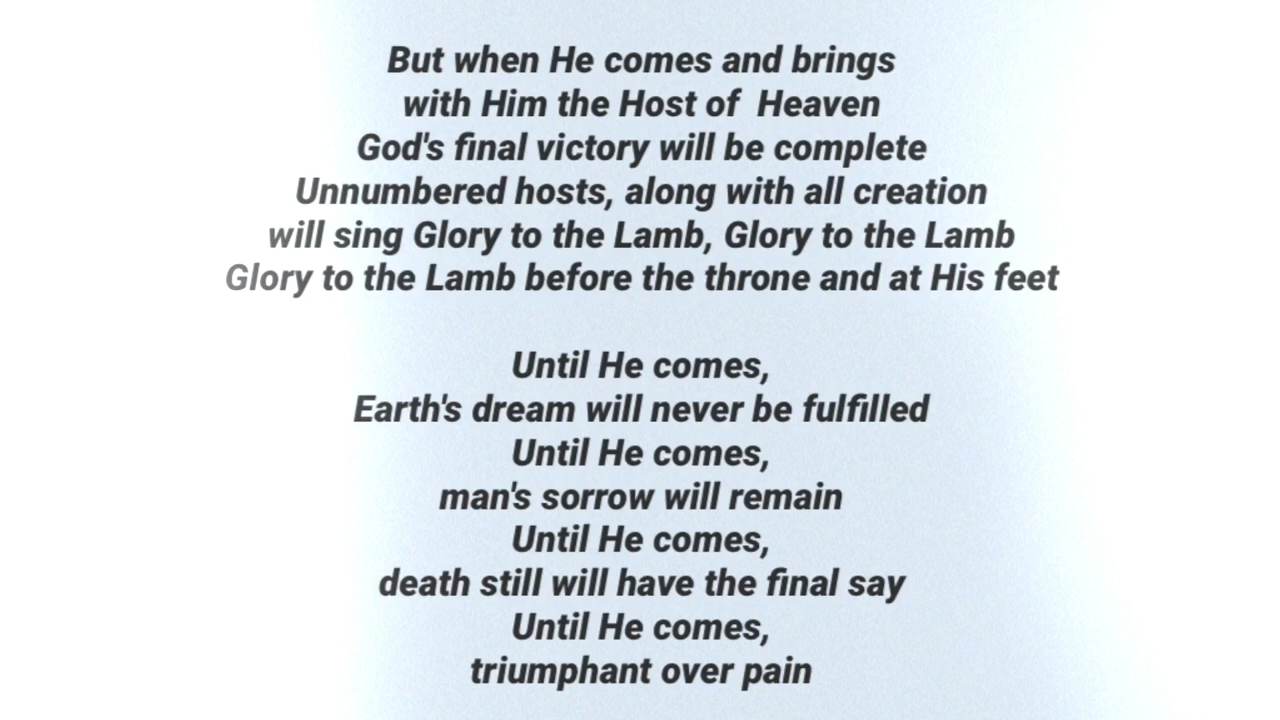 But when He comes and brings
with Him the Host of  Heaven
God's final victory will be complete
Unnumbered hosts, along with all creation
will sing Glory to the Lamb, Glory to the Lamb
Glory to the Lamb before the throne and at His feet

Until He comes,
Earth's dream will never be fulfilled
Until He comes,
man's sorrow will remain
Until He comes,
death still will have the final say
Until He comes,
triumphant over pain